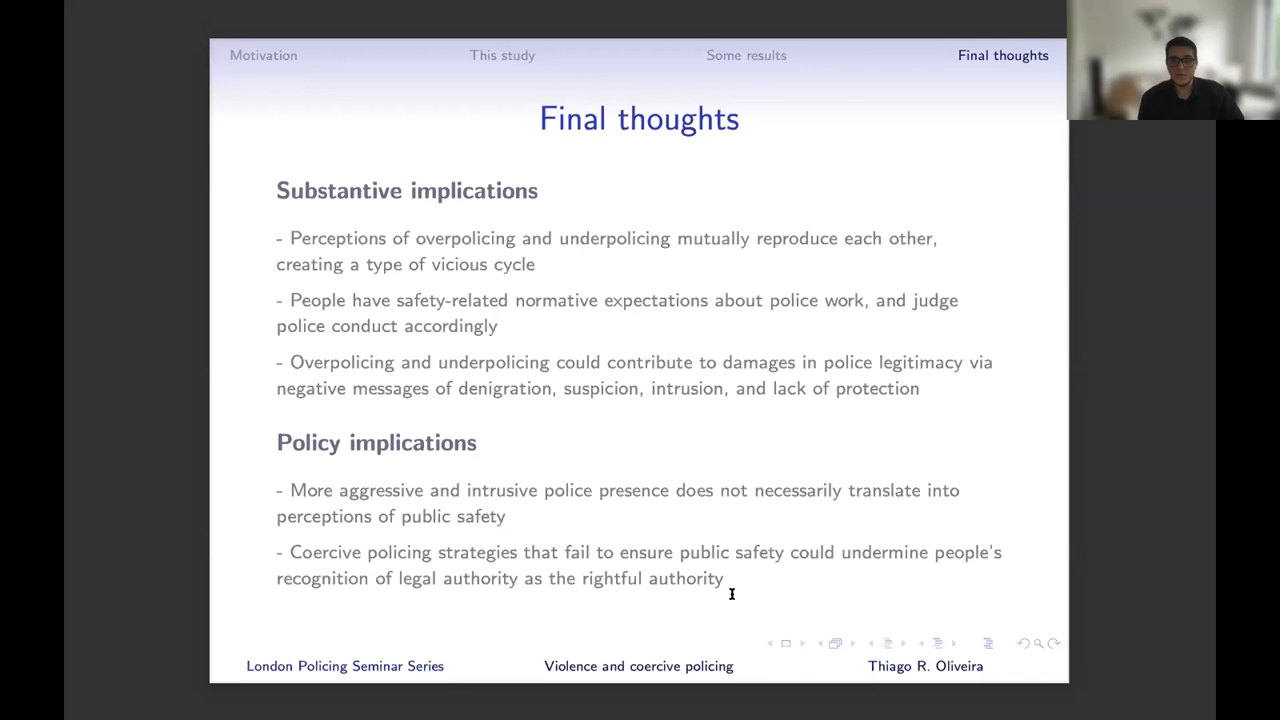 Motivation
This study
Some results
Final thoughts
Final thoughts
Substantive implications
- Perceptions of overpolicing and underpolicing mutually reproduce each other,
creating a type of vicious cycle
- People have safety-related normative expectations about police work, and judge
police conduct accordingly
- Overpolicing and underpolicing could contribute to damages in police legitimacy via
negative messages of denigration, suspicion, intrusion, and lack of protection
Policy implications
- More aggressive and intrusive police presence does not necessarily translate into
perceptions of public safety
- Coercive policing strategies that fail to ensure public safety could undermine people's
recognition of legal authority as the rightful authority
London Policing Seminar Series
Violence and coercive policing
Thiago R. Oliveira